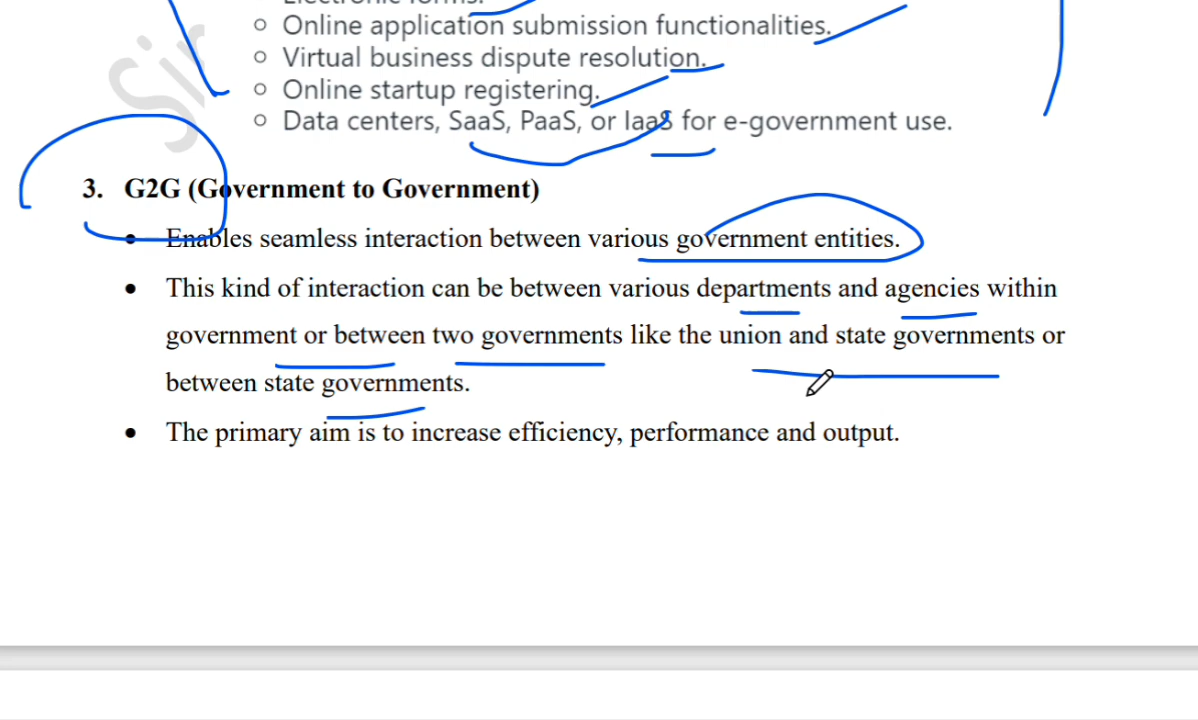 ○ Online application submission functionalities.
○ Virtual business dispute resolution.
○ Online startup registering.
○ Data centers, SaaS, PaaS, or IaaS for e-government use.
Sir
3. G2G (Government to Government)
• Enables seamless interaction between various government entities.
• This kind of interaction can be between various departments and agencies within
government or between two governments like the union and state governments or
between state governments.
• The primary aim is to increase efficiency, performance and output.